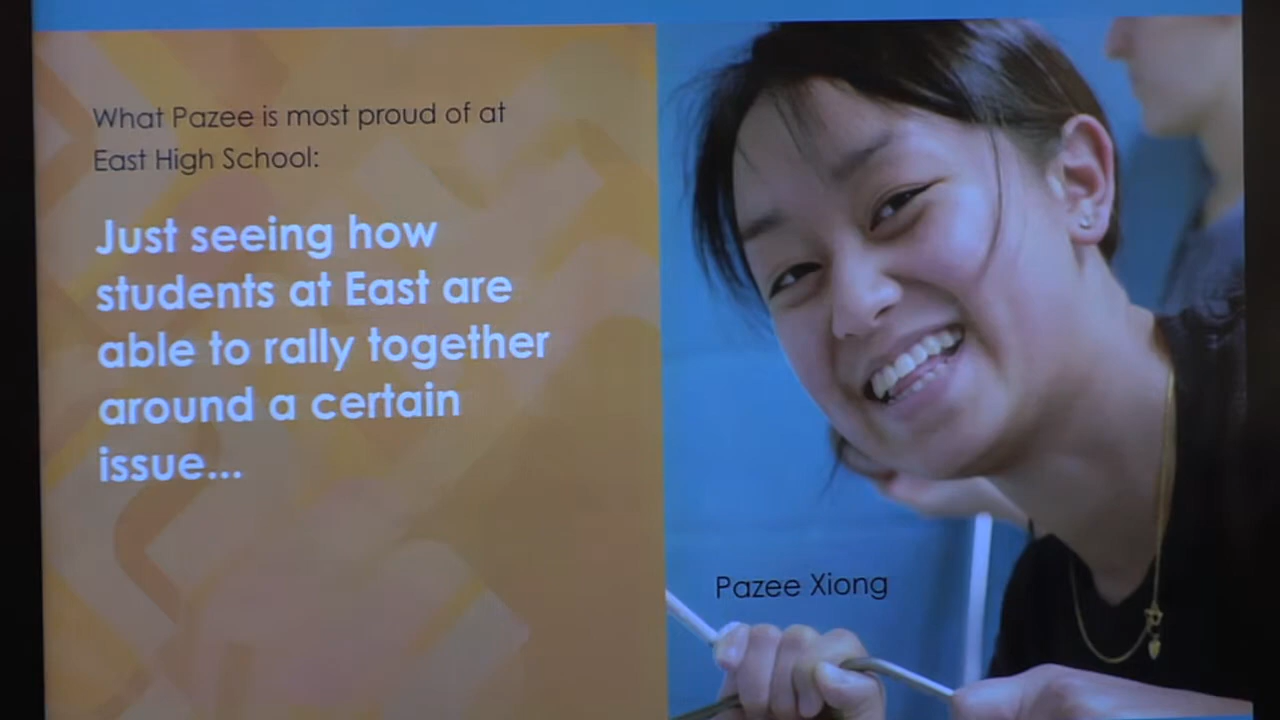 What Pazee is most proud of at
East High School:
Just seeing how
students at East are
able to rally together
around a certain
issue...
Pazee Xiong